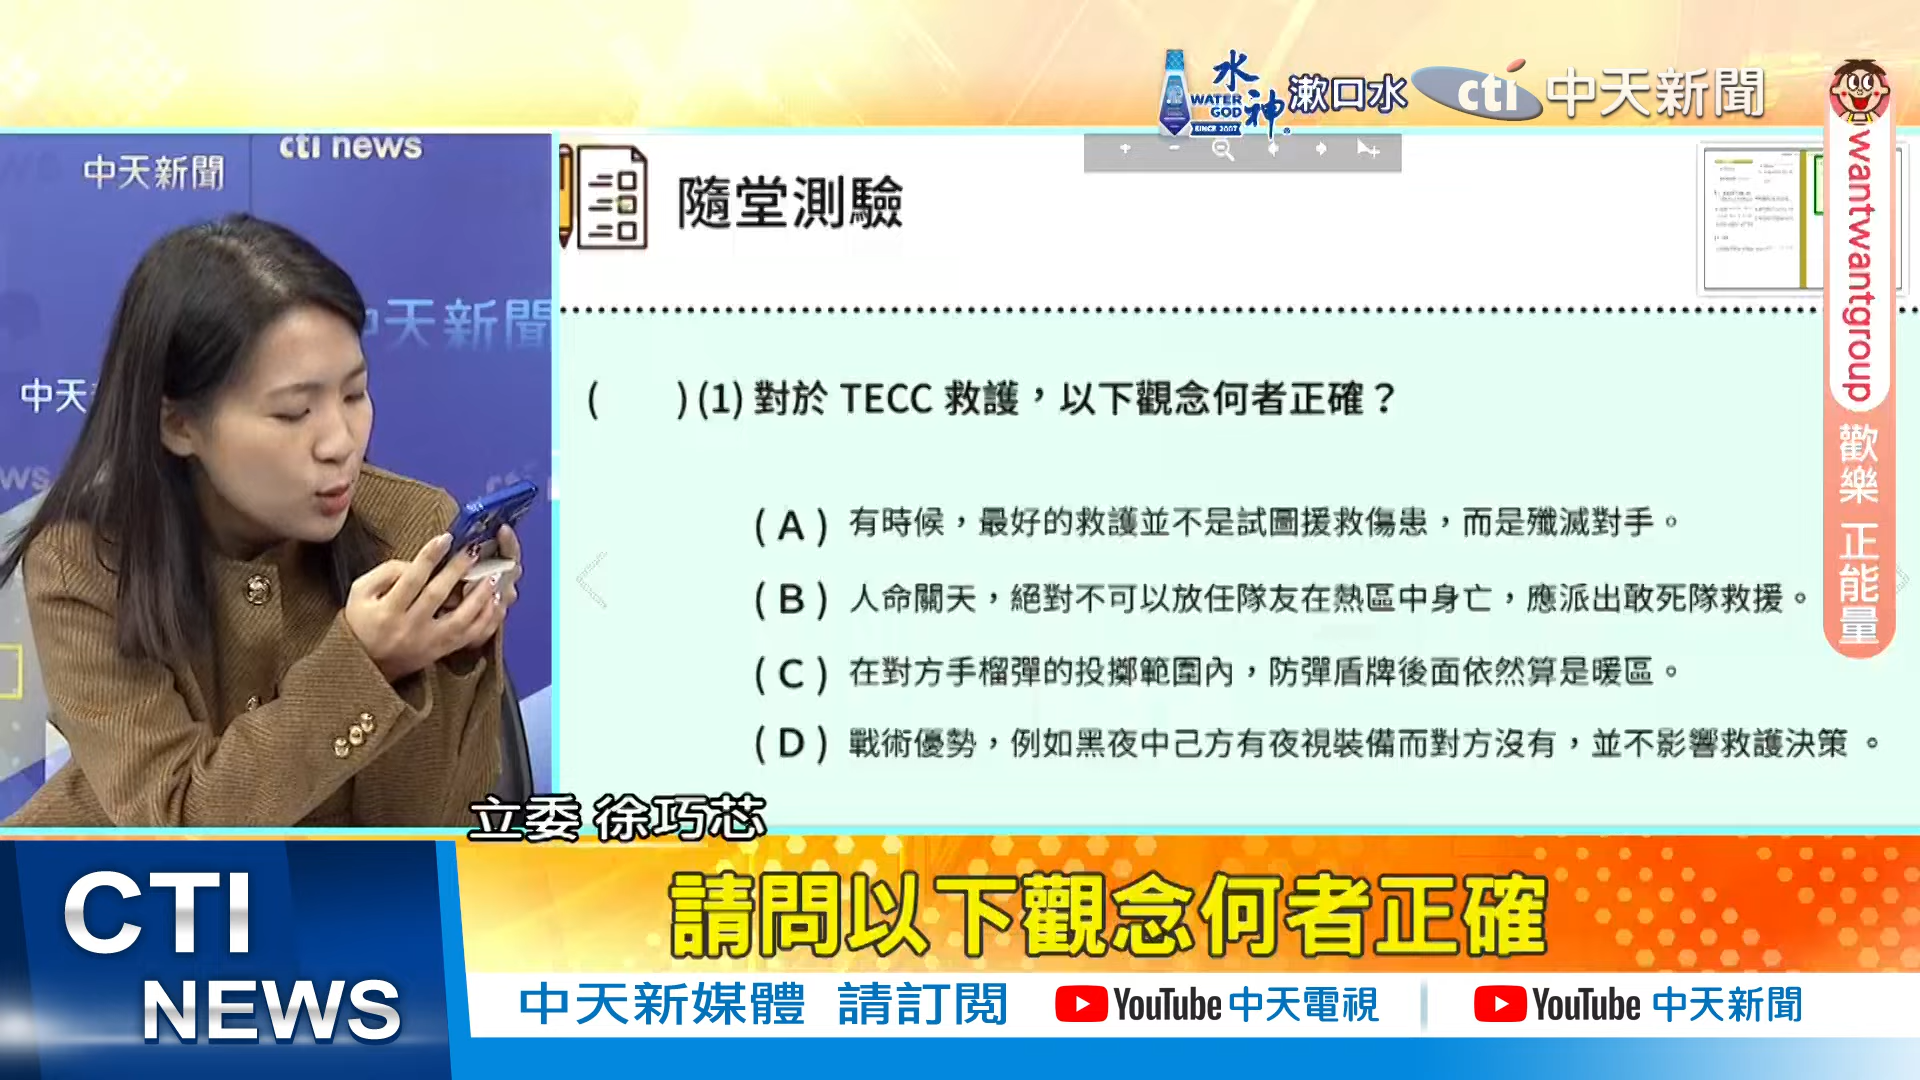 水神
WATER GOD
SINCE 2007
漱口水
cti 中天新聞
wantwantgroup
歡樂 正能量
中天新聞
cti news
中天新聞
中天
隨堂測驗
( )(1) 對於 TECC 救護，以下觀念何者正確？
( A ) 有時候，最好的救護並不是試圖援救傷患，而是殲滅對手。
( B ) 人命關天，絕對不可以放任隊友在熱區中身亡，應派出敢死隊救援。
( C ) 在對方手榴彈的投擲範圍內，防彈盾牌後面依然算是暖區。
( D ) 戰術優勢，例如黑夜中己方有夜視裝備而對方沒有，並不影響救護決策 。
立委 徐巧芯
請問以下觀念何者正確
CTI
NEWS
中天新媒體 請訂閱 YouTube 中天電視 YouTube 中天新聞